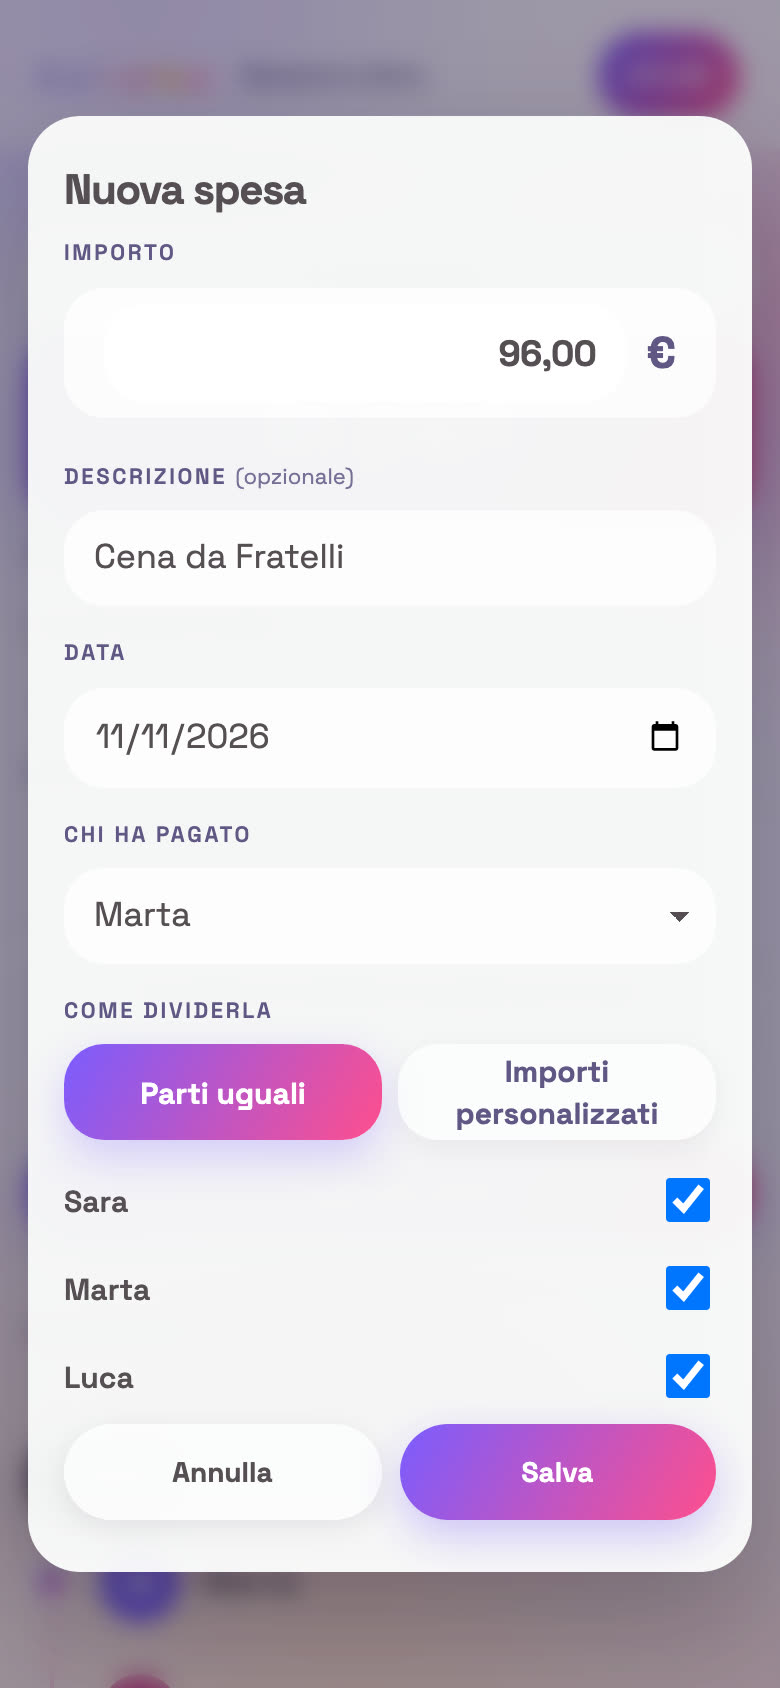 Nuova spesa
IMPORTO
96,00 €
DESCRIZIONE (opzionale)
Cena da Fratelli
DATA
11/11/2026
CHI HA PAGATO
Marta
COME DIVIDERLA
Parti uguali
Importi
personalizzati
Sara
Marta
Luca
Annulla
Salva